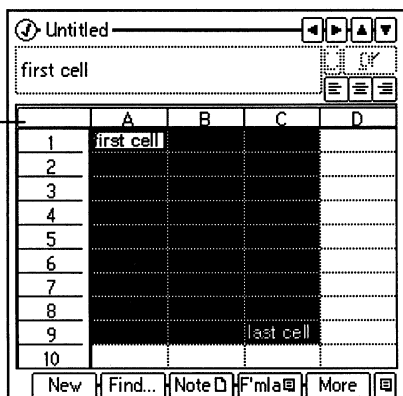 Untitled
first cell
OK
A B C D
1 first cell
2
3
4
5
6
7
8
9 last cell
10
New Find... Note F'mla More